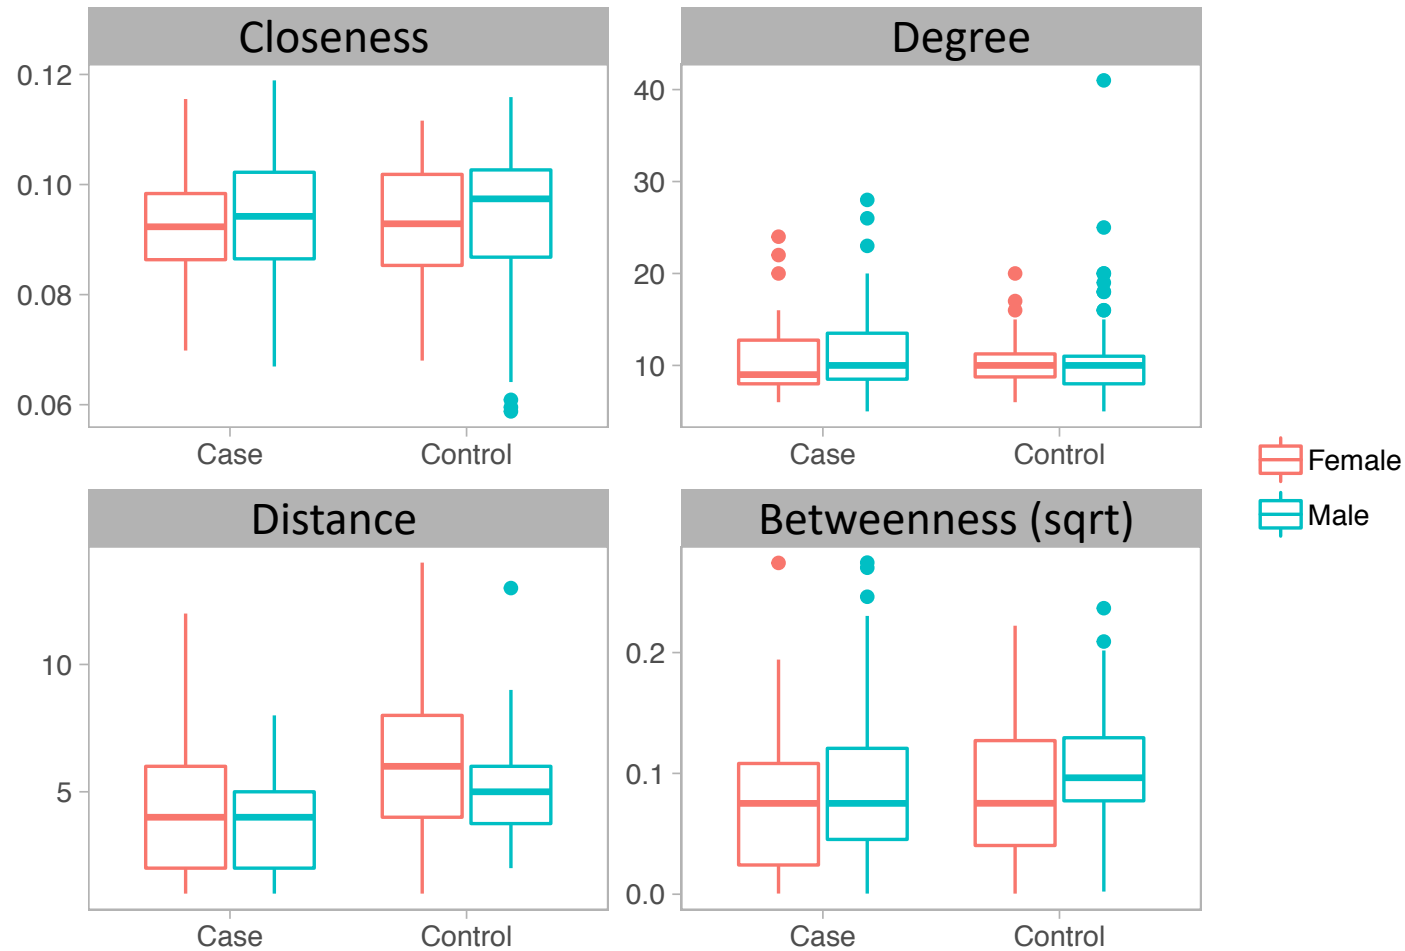 Closeness
Degree
0.12
0.10
0.08
0.06
Case
Control
40
30
20
10
Case
Control
Female
Male
Distance
Betweenness (sqrt)
10
5
Case
Control
0.2
0.1
0.0
Case
Control